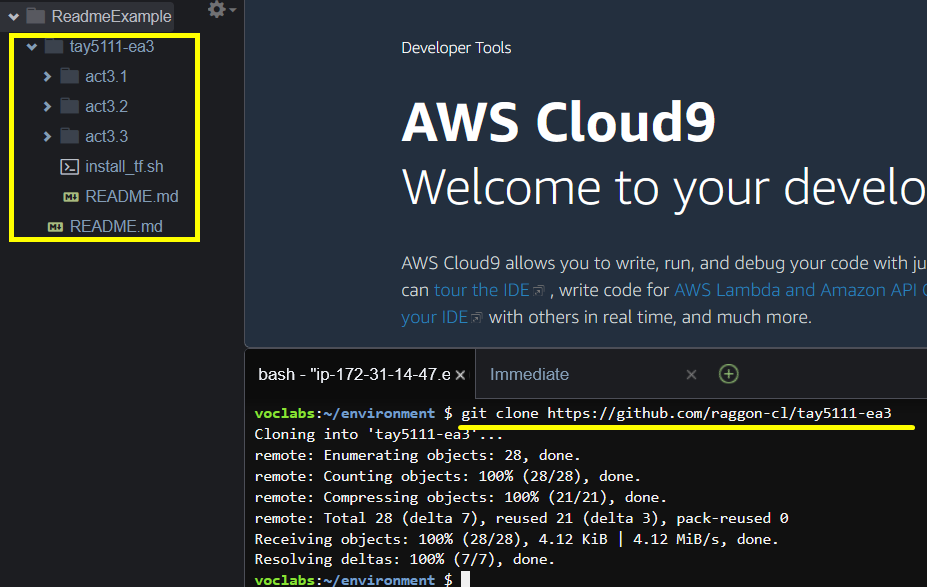 ReadmeExample
tay5111-ea3
act3.1
act3.2
act3.3
install_tf.sh
README.md
README.md
Developer Tools
AWS Cloud9
Welcome to your develo
AWS Cloud9 allows you to write, run, and debug your code with ju
can tour the IDE , write code for AWS Lambda and Amazon API
your IDE with others in real time, and much more.
bash - "ip-172-31-14-47.e
Immediate
voclabs:~/environment $ git clone https://github.com/raggon-cl/tay5111-ea3
Cloning into 'tay5111-ea3'...
remote: Enumerating objects: 28, done.
remote: Counting objects: 100% (28/28), done.
remote: Compressing objects: 100% (21/21), done.
remote: Total 28 (delta 7), reused 21 (delta 3), pack-reused 0
Receiving objects: 100% (28/28), 4.12 KiB | 4.12 MiB/s, done.
Resolving deltas: 100% (7/7), done.
voclabs:~/environment $